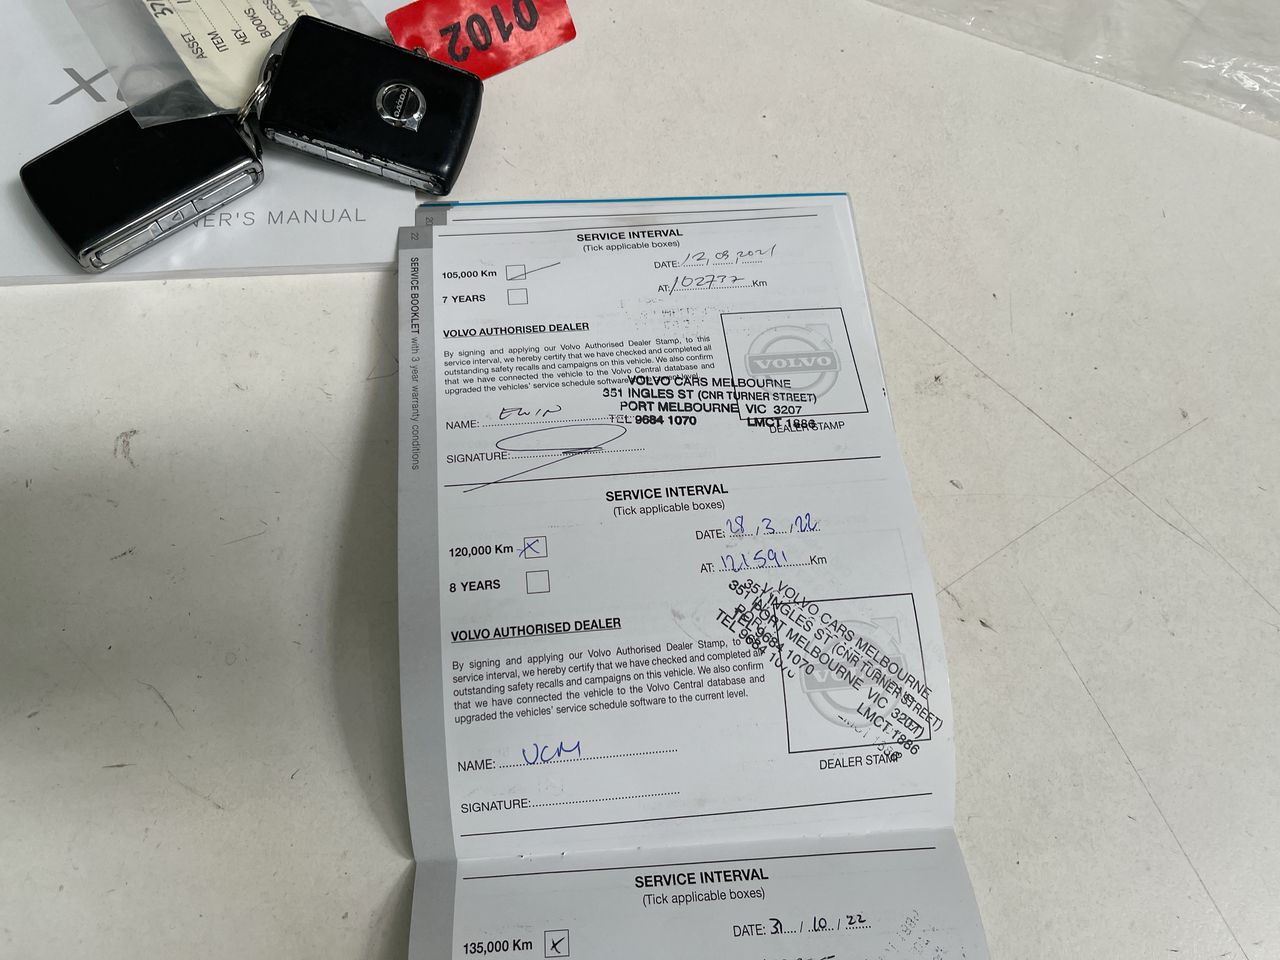 ASSET
ITEM
KEY
BOOKS
0102
VOLVO
NER'S MANUAL
20
22
SERVICE BOOKLET with 3 year warranty conditions
SERVICE INTERVAL
(Tick applicable boxes)
105,000 Km
DATE: 12,08,2021
7 YEARS
AT: 102737 Km
VOLVO AUTHORISED DEALER
By signing and applying our Volvo Authorised Dealer Stamp, to this
service interval, we hereby certify that we have checked and completed all
outstanding safety recalls and campaigns on this vehicle. We also confirm
that we have connected the vehicle to the Volvo Central database and
upgraded the vehicles' service schedule software to the current level.
VOLVO
VOLVO CARS MELBOURNE
351 INGLES ST (CNR TURNER STREET)
PORT MELBOURNE VIC 3207
TEL 9684 1070 LMCT 1886
NAME: ELWIN
DEALER STAMP
SIGNATURE:
SERVICE INTERVAL
(Tick applicable boxes)
120,000 Km X
DATE: 28/3/22
8 YEARS
AT: 121591 Km
VOLVO AUTHORISED DEALER
By signing and applying our Volvo Authorised Dealer Stamp, to
service interval, we hereby certify that we have checked and completed all
outstanding safety recalls and campaigns on this vehicle. We also confirm
that we have connected the vehicle to the Volvo Central database and
upgraded the vehicles' service schedule software to the current level.
VOLVO CARS MELBOURNE
351 INGLES ST (CNR TURNER STREET)
PORT MELBOURNE VIC 3207
TEL 9684 1070 LMCT 1886
NAME: VCM
DEALER STAMP
SIGNATURE:
SERVICE INTERVAL
(Tick applicable boxes)
135,000 Km X
DATE: 31/10/22